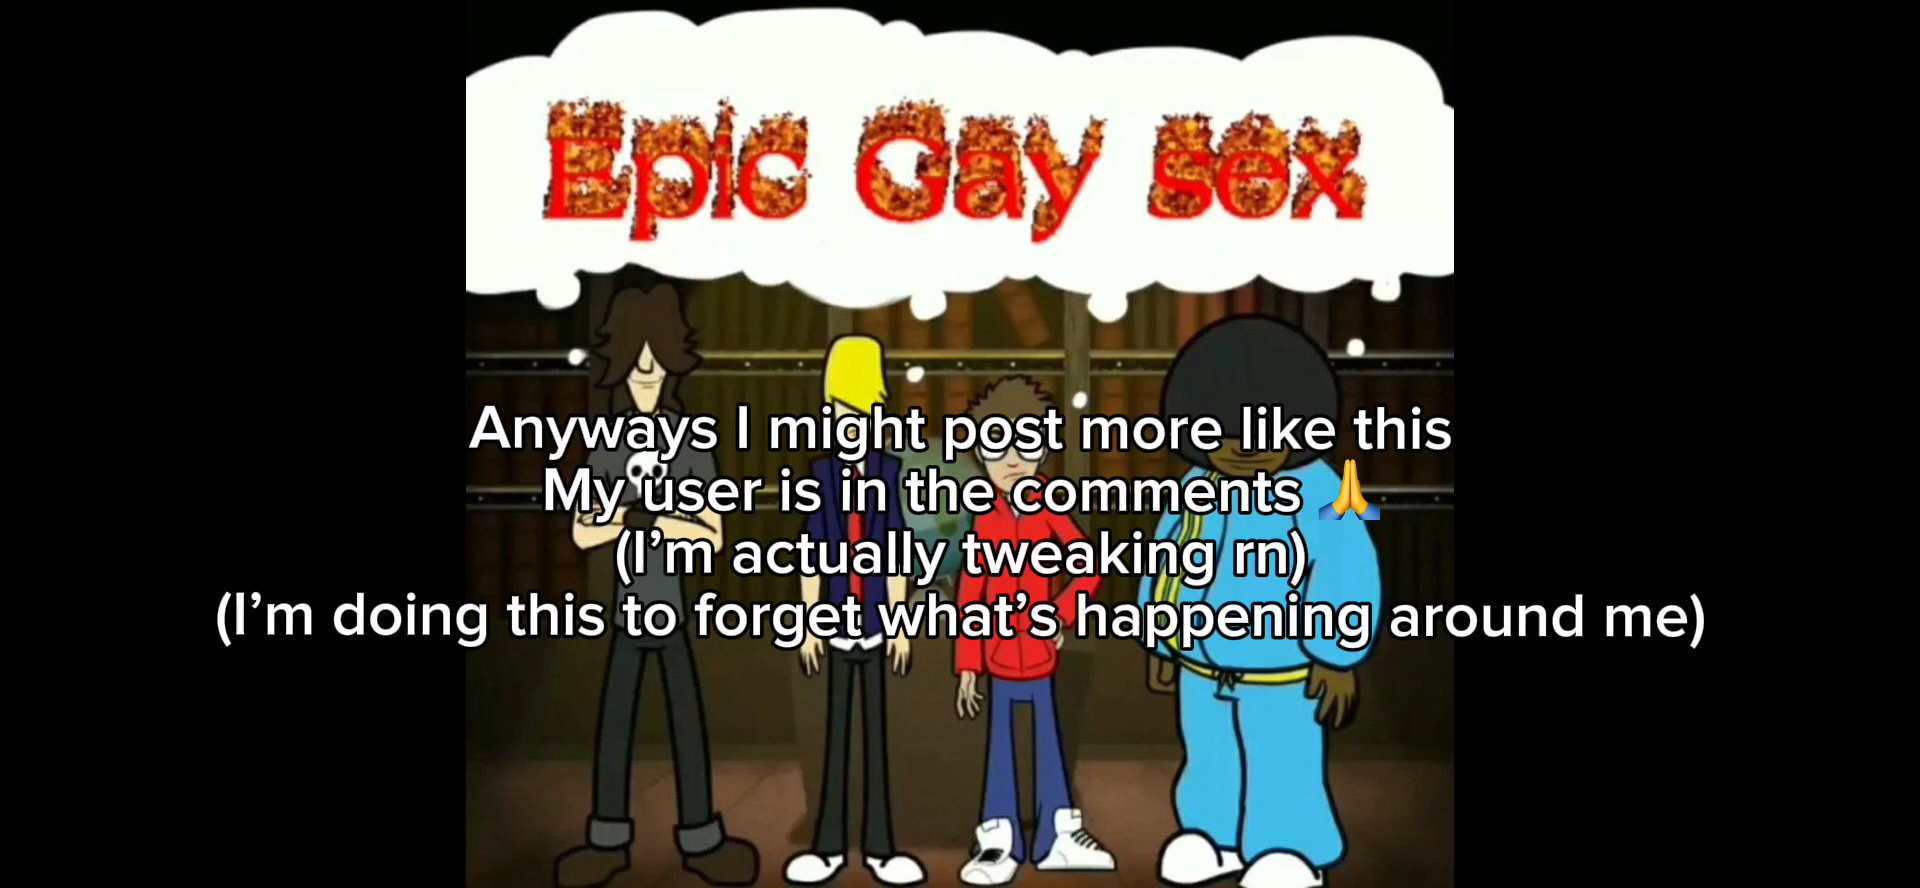 Epic Gay sex
Anyways I might post more like this
My user is in the comments 🙏
(I’m actually tweaking rn)
(I’m doing this to forget what’s happening around me)